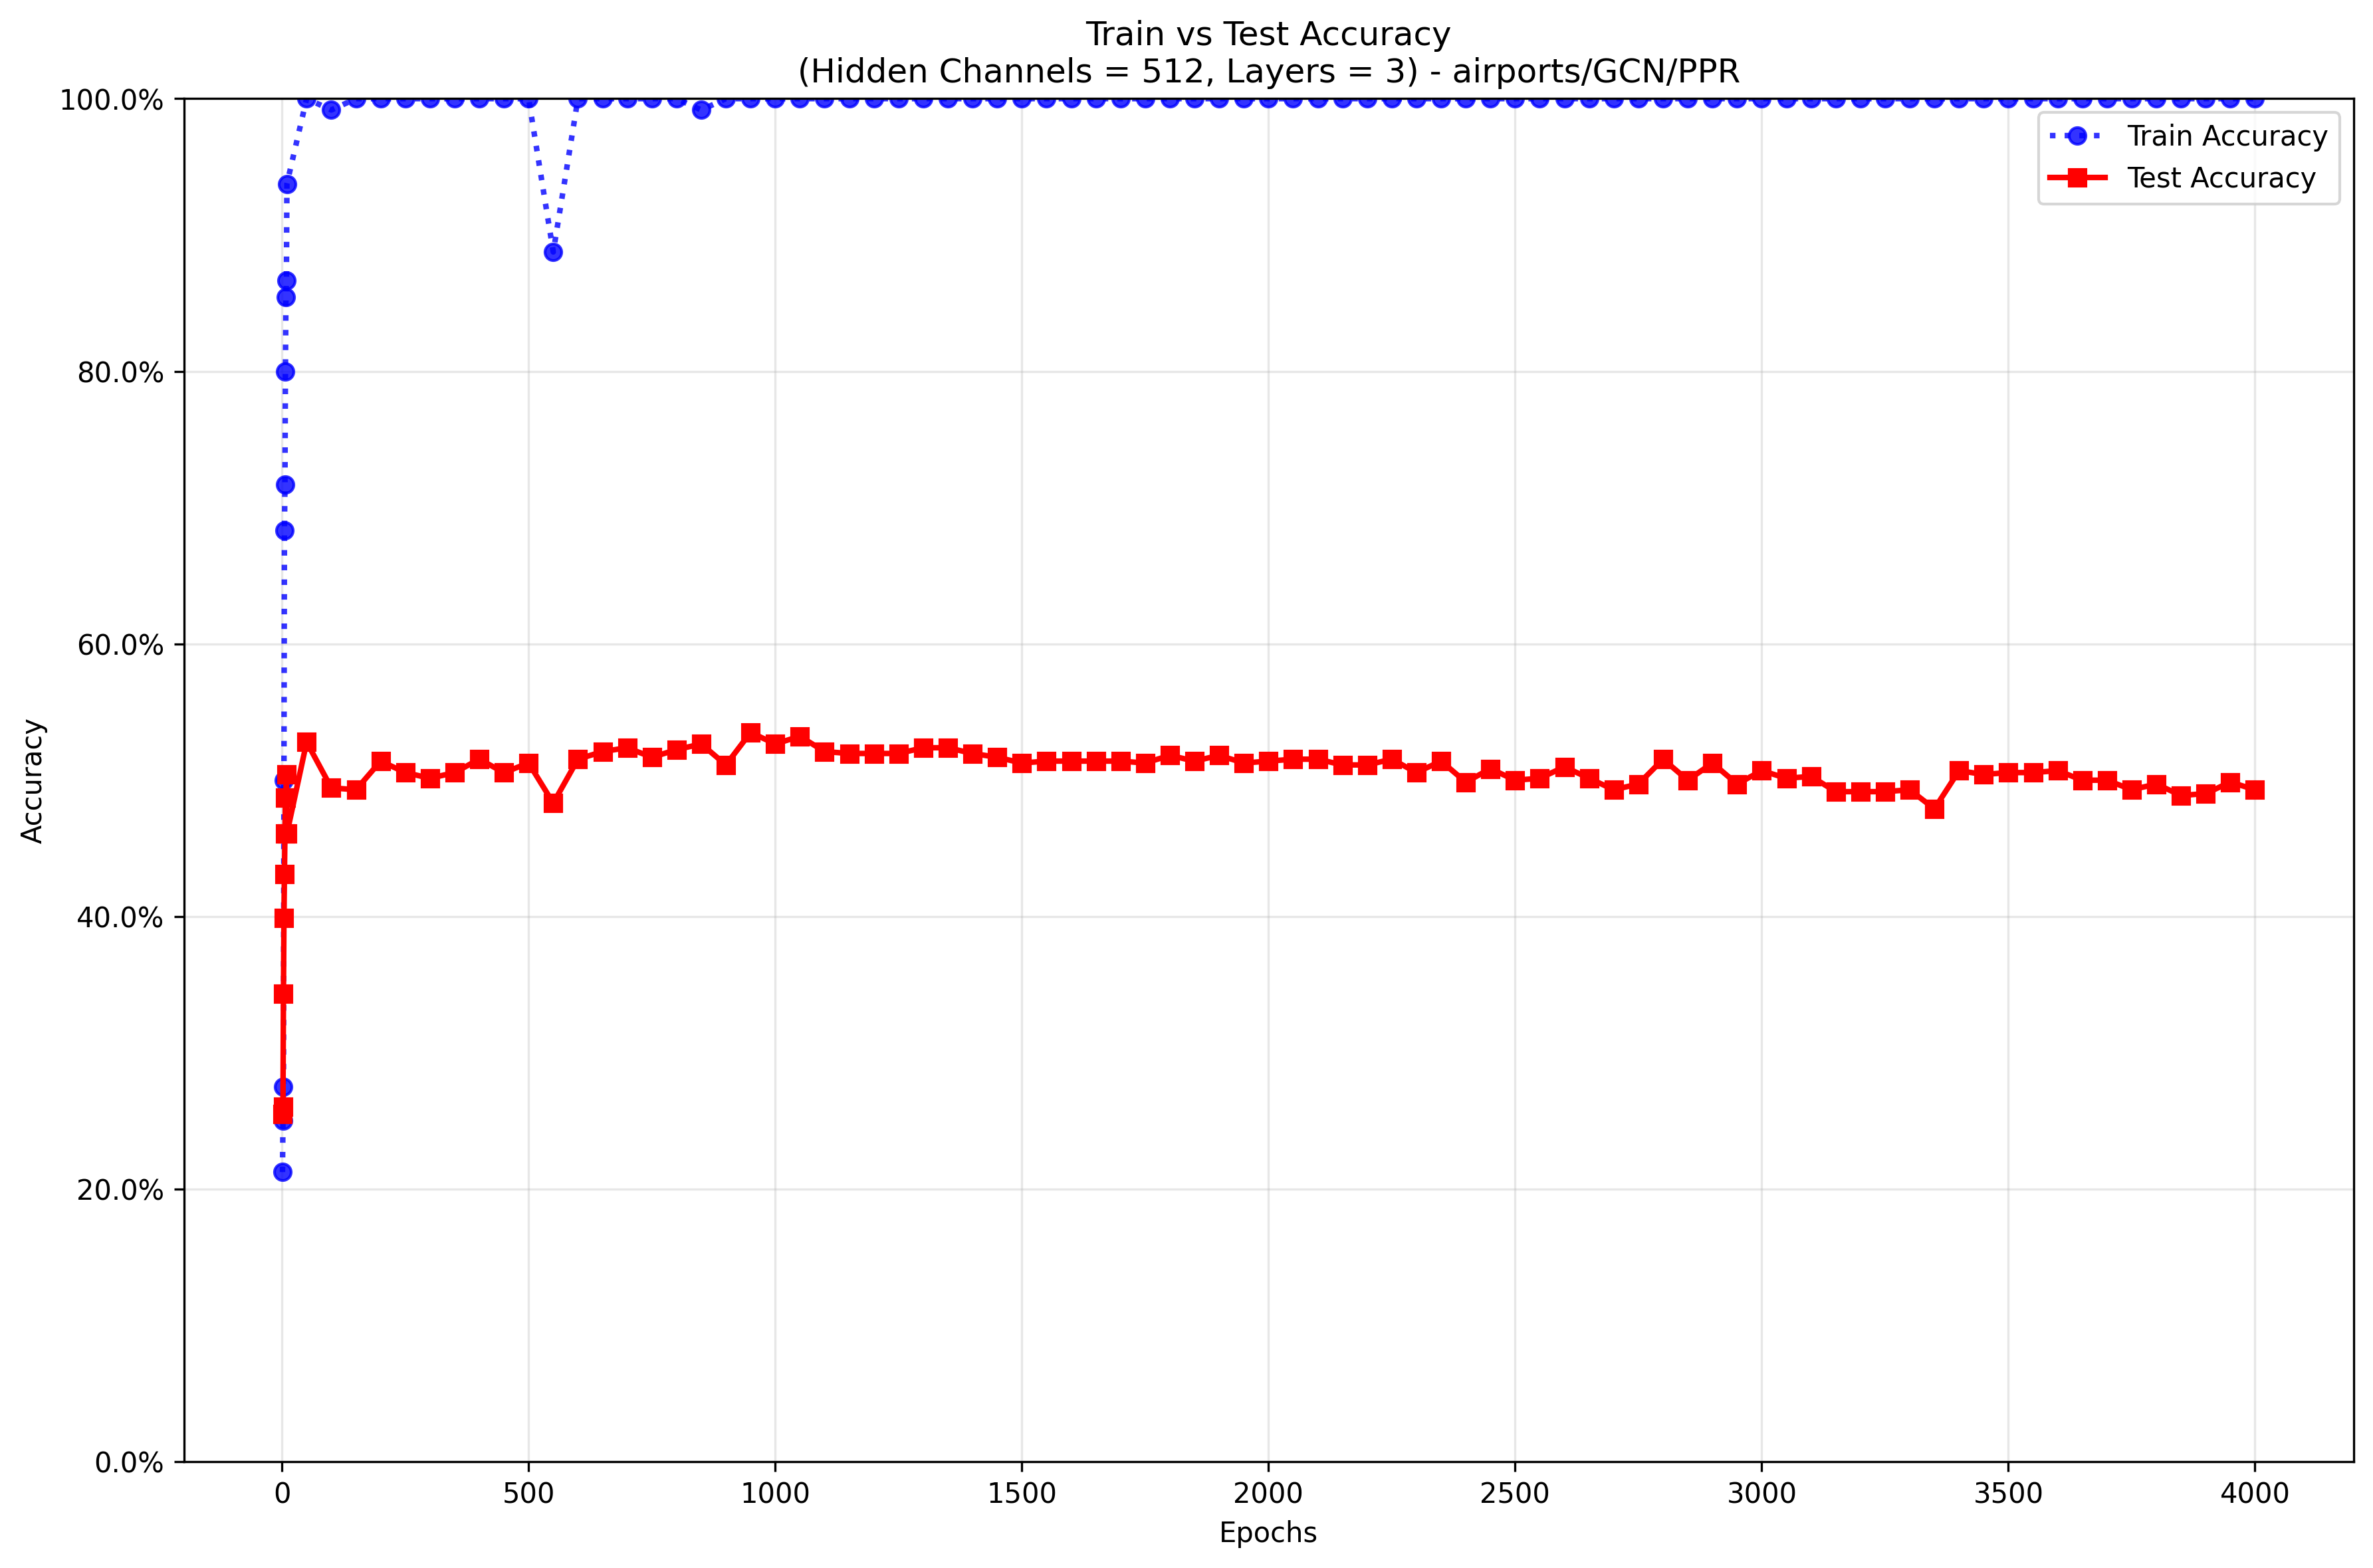 Train vs Test Accuracy
(Hidden Channels = 512, Layers = 3) - airports/GCN/PPR
100.0%
80.0%
60.0%
40.0%
20.0%
0.0%
Accuracy
Train Accuracy
Test Accuracy
0 500 1000 1500 2000 2500 3000 3500 4000
Epochs